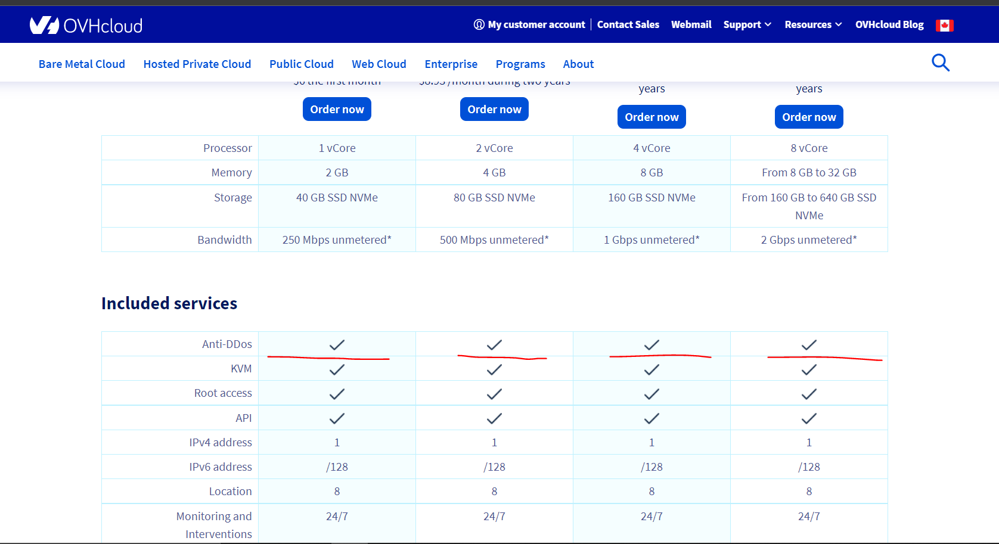 OVHcloud
My customer account Contact Sales Webmail Support Resources OVHcloud Blog
Bare Metal Cloud Hosted Private Cloud Public Cloud Web Cloud Enterprise Programs About
the first month /month during two years years years
Order now Order now Order now Order now
Processor 1 vCore 2 vCore 4 vCore 8 vCore
Memory 2 GB 4 GB 8 GB From 8 GB to 32 GB
Storage 40 GB SSD NVMe 80 GB SSD NVMe 160 GB SSD NVMe From 160 GB to 640 GB SSD
NVMe
Bandwidth 250 Mbps unmetered* 500 Mbps unmetered* 1 Gbps unmetered* 2 Gbps unmetered*
Included services
Anti-DDos
KVM
Root access
API
IPv4 address 1 1 1 1
IPv6 address /128 /128 /128 /128
Location 8 8 8 8
Monitoring and 24/7 24/7 24/7 24/7
Interventions